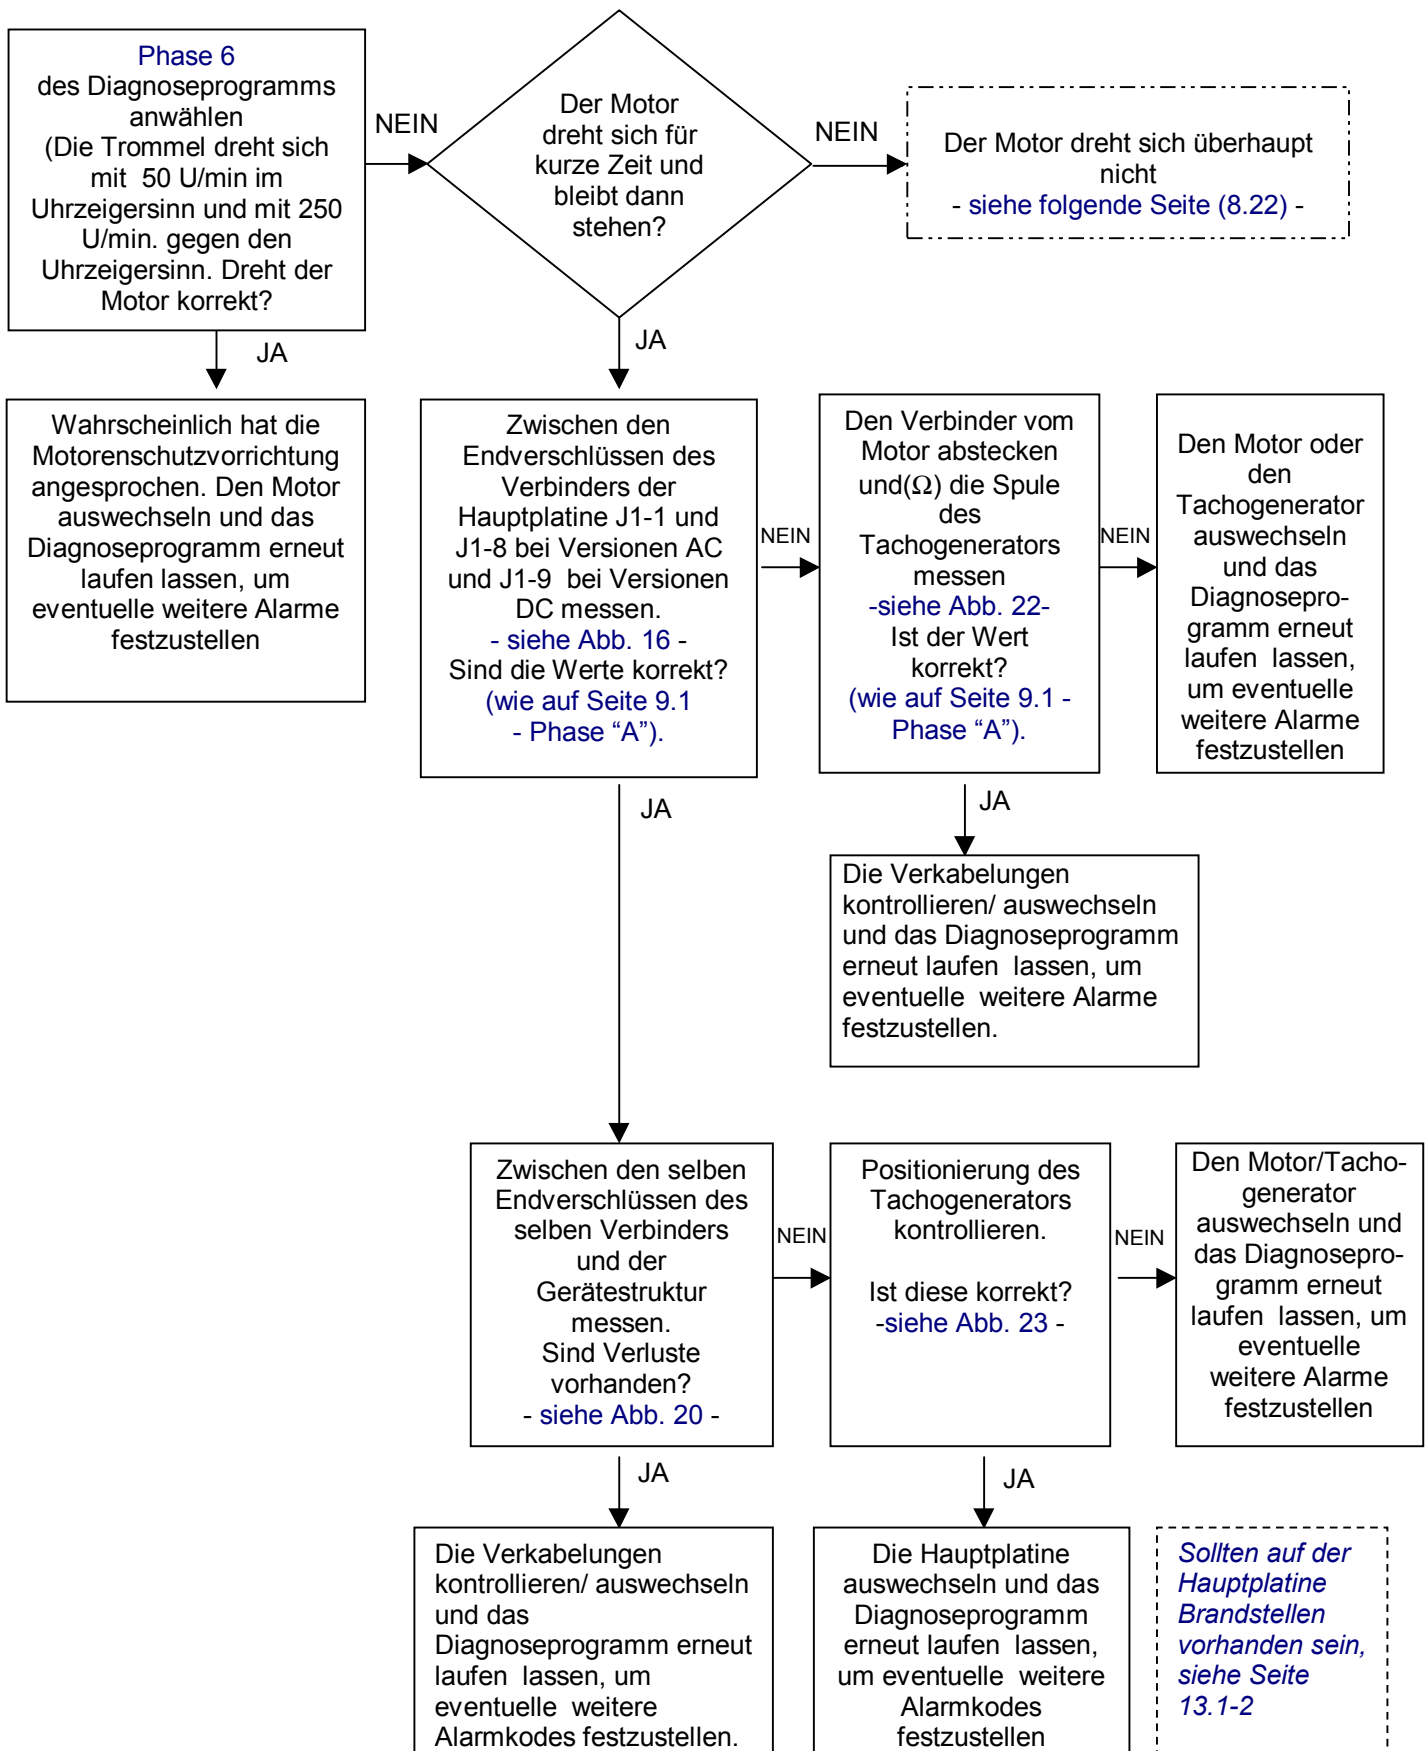 Phase 6
des Diagnoseprogramms
anwählen
(Die Trommel dreht sich
mit 50 U/min im
Uhrzeigersinn und mit 250
U/min. gegen den
Uhrzeigersinn. Dreht der
Motor korrekt?
NEIN
Der Motor
dreht sich für
kurze Zeit und
bleibt dann
stehen?
NEIN
Der Motor dreht sich überhaupt
nicht
- siehe folgende Seite (8.22) -
JA
JA
Wahrscheinlich hat die
Motorenschutzvorrichtung
angesprochen. Den Motor
auswechseln und das
Diagnoseprogramm erneut
laufen lassen, um
eventuelle weitere Alarme
festzustellen
Zwischen den
Endverschlüssen des
Verbinders der
Hauptplatine J1-1 und
J1-8 bei Versionen AC
und J1-9 bei Versionen
DC messen.
- siehe Abb. 16 -
Sind die Werte korrekt?
(wie auf Seite 9.1
- Phase “A”).
NEIN
Den Verbinder vom
Motor abstecken
und(Ω) die Spule
des
Tachogenerators
messen
-siehe Abb. 22-
Ist der Wert
korrekt?
(wie auf Seite 9.1 -
Phase “A”).
NEIN
Den Motor oder
den
Tachogenerator
auswechseln
und das
Diagnosepro-
gramm erneut
laufen lassen,
um eventuelle
weitere Alarme
festzustellen
JA
JA
Die Verkabelungen
kontrollieren/ auswechseln
und das Diagnoseprogramm
erneut laufen lassen, um
eventuelle weitere Alarme
festzustellen.
Zwischen den selben
Endverschlüssen des
selben Verbinders
und der
Gerätestruktur
messen.
Sind Verluste
vorhanden?
- siehe Abb. 20 -
NEIN
Positionierung des
Tachogenerators
kontrollieren.
Ist diese korrekt?
-siehe Abb. 23 -
NEIN
Den Motor/Tacho-
generator
auswechseln und
das Diagnosepro-
gramm erneut
laufen lassen, um
eventuelle
weitere Alarme
festzustellen
JA
JA
Die Verkabelungen
kontrollieren/ auswechseln
und das
Diagnoseprogramm erneut
laufen lassen, um
eventuelle weitere
Alarmkodes festzustellen.
Die Hauptplatine
auswechseln und das
Diagnoseprogramm
erneut laufen lassen,
um eventuelle weitere
Alarmkodes
festzustellen
Sollten auf der
Hauptplatine
Brandstellen
vorhanden sein,
siehe Seite
13.1-2